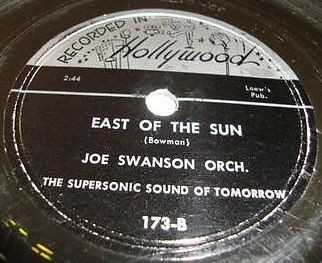 RECORDED IN
Hollywood
2:44
Loew's
Pub.
EAST OF THE SUN
(Bowman)
JOE SWANSON ORCH.
THE SUPERSONIC SOUND OF TOMORROW
173-B